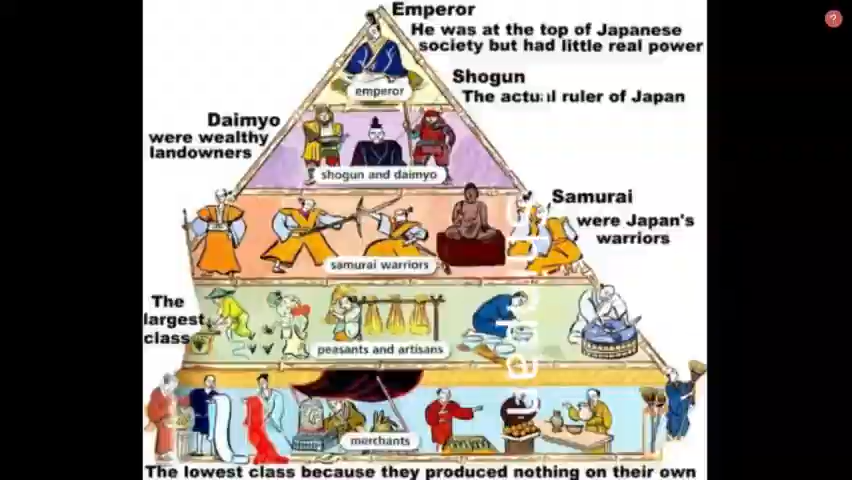 Emperor
He was at the top of Japanese
society but had little real power
emperor
Shogun
The actual ruler of Japan
Daimyo
were wealthy
landowners
shogun and daimyo
Samurai
were Japan's
warriors
samurai warriors
The
largest
class
peasants and artisans
merchants
The lowest class because they produced nothing on their own
?